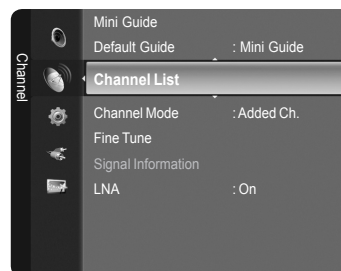 Channel
Mini Guide
Default Guide : Mini Guide
Channel List
Channel Mode : Added Ch.
Fine Tune
Signal Information
LNA : On